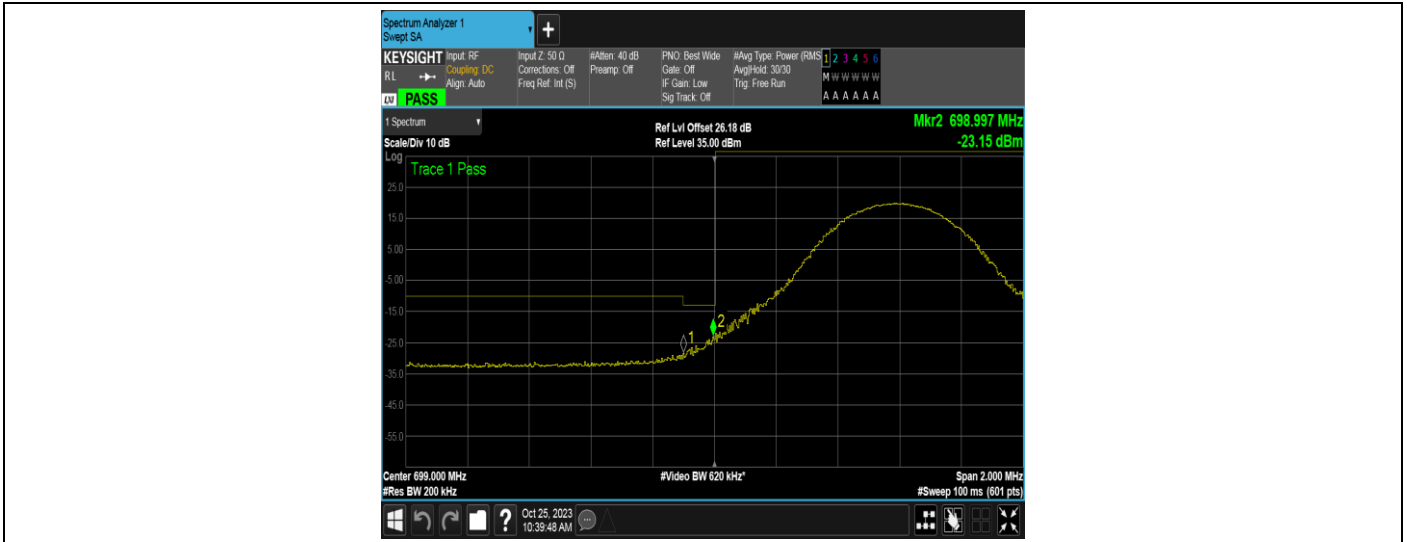 Spectrum Analyzer 1
Swept SA
+
KEYSIGHT
RL
LXI PASS
Input: RF
Coupling: DC
Align: Auto
Input Z: 50 Ω
Corrections: Off
Freq Ref: Int (S)
#Atten: 40 dB
Preamp: Off
PNO: Best Wide
Gate: Off
IF Gain: Low
Sig Track: Off
#Avg Type: Power (RMS
Avg|Hold: 30/30
Trig: Free Run
1 2 3 4 5 6
M W W W W W
A A A A A A
1 Spectrum
Scale/Div 10 dB
Ref Lvl Offset 26.18 dB
Ref Level 35.00 dBm
Mkr2 698.997 MHz
-23.15 dBm
Log
Trace 1 Pass
25.0
15.0
5.00
-5.00
-15.0
-25.0
-35.0
-45.0
-55.0
1
2
Center 699.000 MHz
#Res BW 200 kHz
#Video BW 620 kHz*
Span 2.000 MHz
#Sweep 100 ms (601 pts)
?
Oct 25, 2023
10:39:48 AM